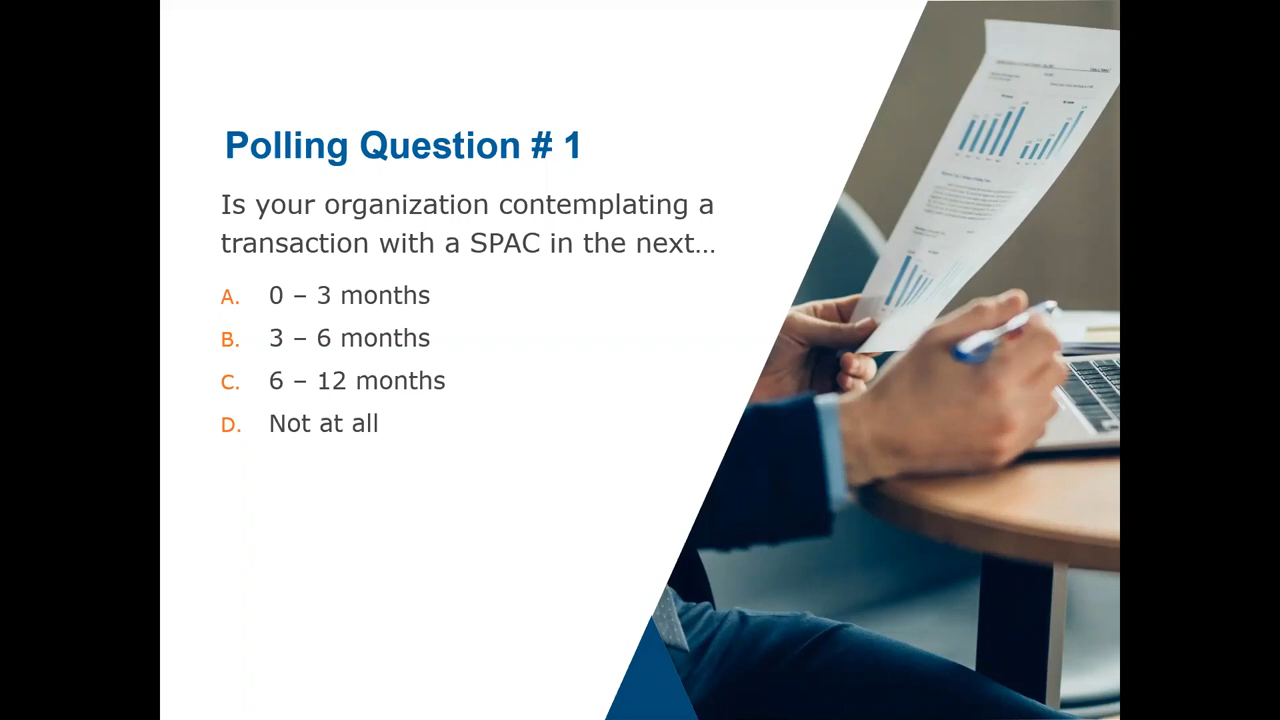 Polling Question # 1
Is your organization contemplating a
transaction with a SPAC in the next...
A. 0 – 3 months
B. 3 – 6 months
C. 6 – 12 months
D. Not at all